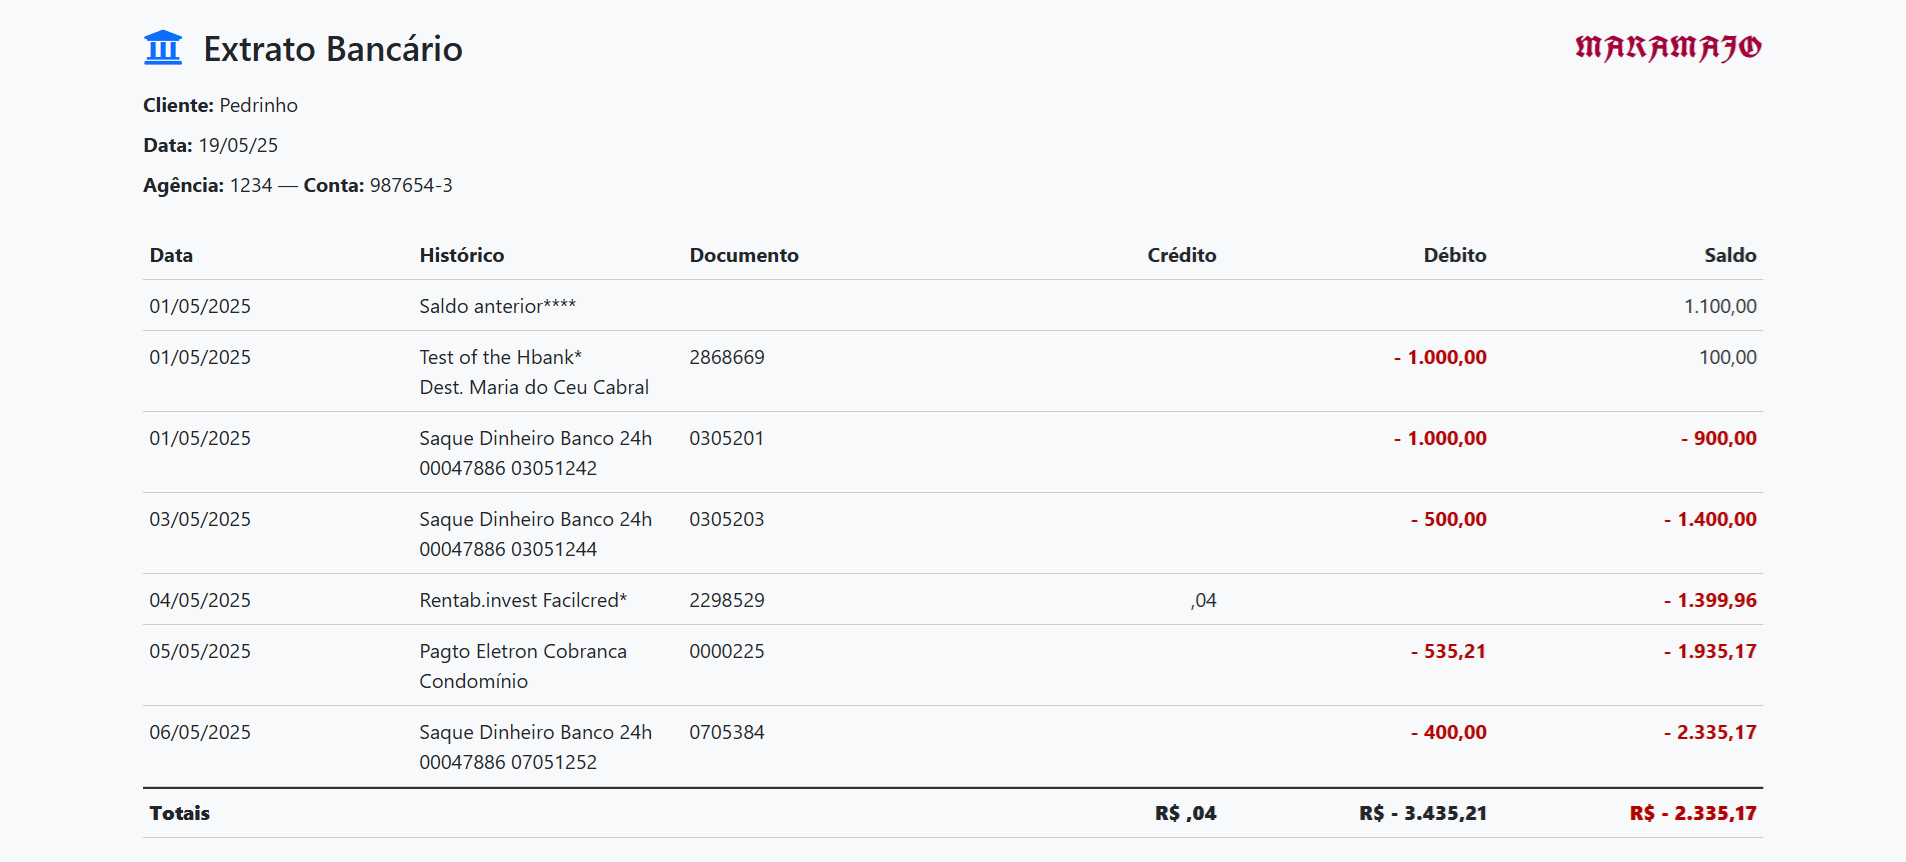 Extrato Bancário
MARAMAJO
Cliente: Pedrinho
Data: 19/05/25
Agência: 1234 — Conta: 987654-3
Data Histórico Documento Crédito Débito Saldo
01/05/2025 Saldo anterior**** 1.100,00
01/05/2025 Test of the Hbank* 2868669 - 1.000,00 100,00
Dest. Maria do Ceu Cabral
01/05/2025 Saque Dinheiro Banco 24h 0305201 - 1.000,00 - 900,00
00047886 03051242
03/05/2025 Saque Dinheiro Banco 24h 0305203 - 500,00 - 1.400,00
00047886 03051244
04/05/2025 Rentab.invest Facilcred* 2298529 ,04 - 1.399,96
05/05/2025 Pagto Eletron Cobranca 0000225 - 535,21 - 1.935,17
Condomínio
06/05/2025 Saque Dinheiro Banco 24h 0705384 - 400,00 - 2.335,17
00047886 07051252
Totais R$ ,04 R$ - 3.435,21 R$ - 2.335,17